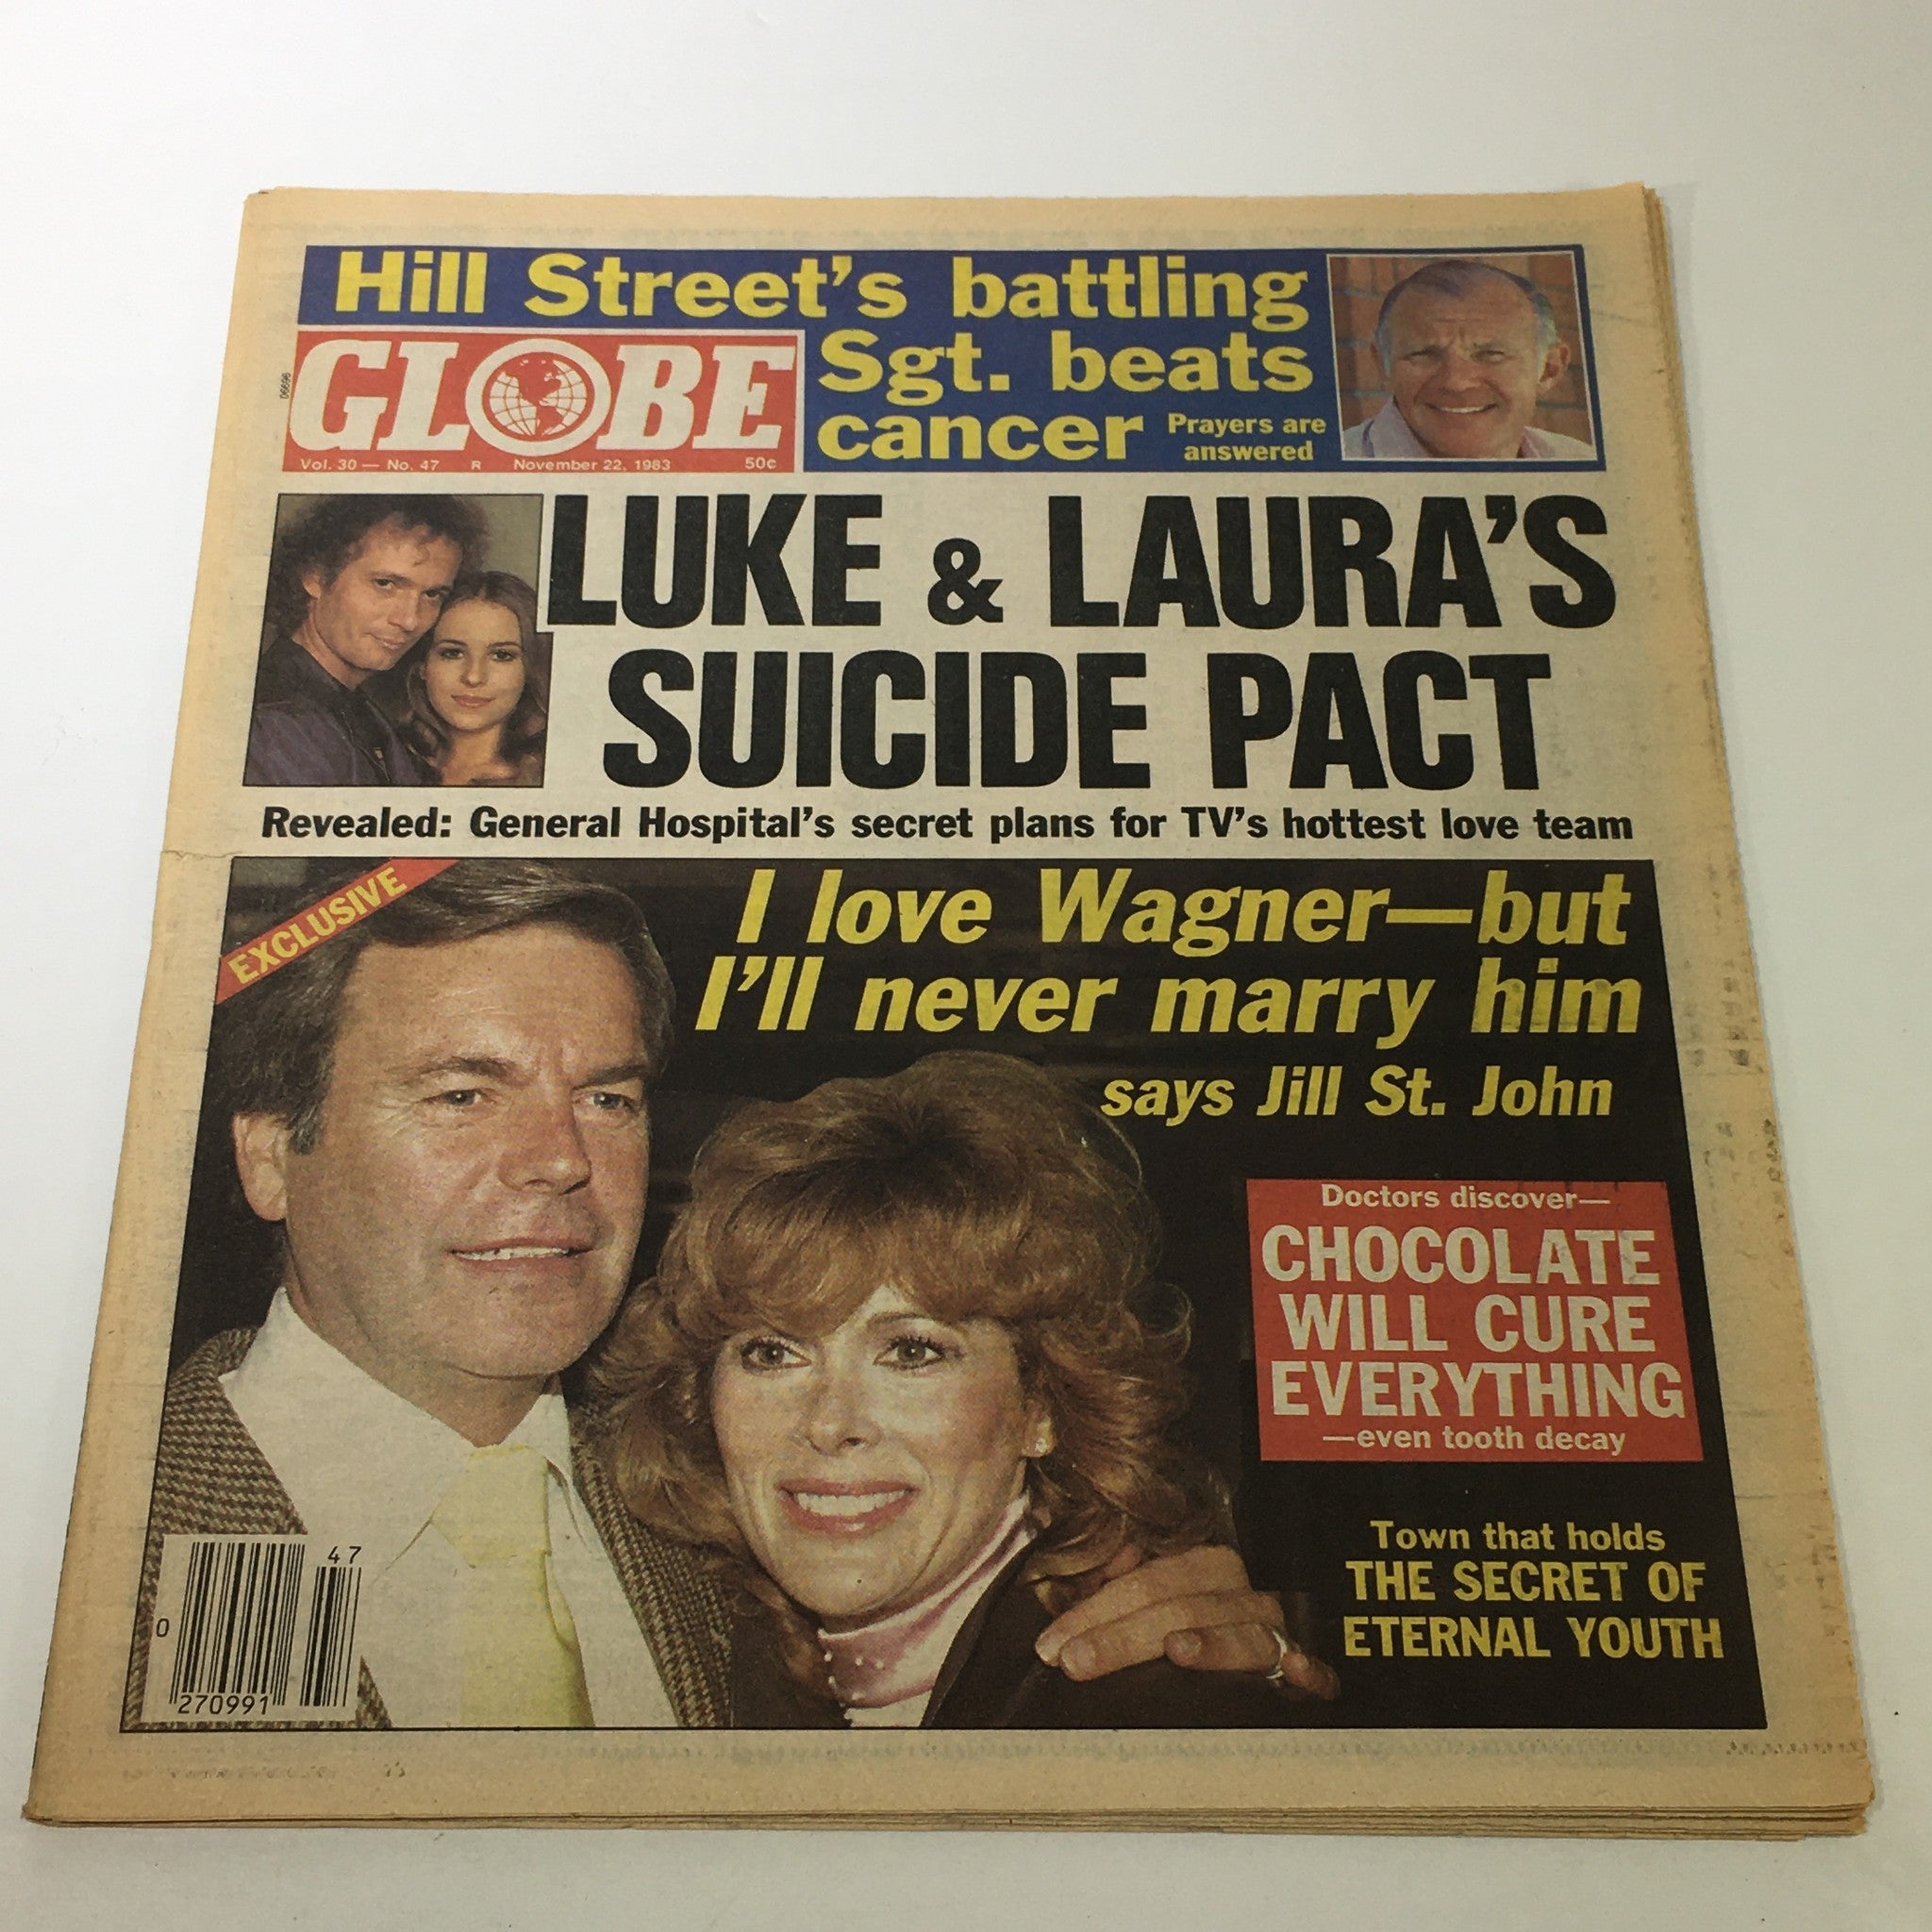 Hill Street's battling
Sgt. beats
cancer
Prayers are
answered
GLOBE
Vol. 30 — No. 47 R November 22, 1983 50¢
06696
LUKE & LAURA'S
SUICIDE PACT
Revealed: General Hospital's secret plans for TV's hottest love team
EXCLUSIVE
I love Wagner—but
I'll never marry him
says Jill St. John
Doctors discover—
CHOCOLATE
WILL CURE
EVERYTHING
—even tooth decay
Town that holds
THE SECRET OF
ETERNAL YOUTH
47
0
270991